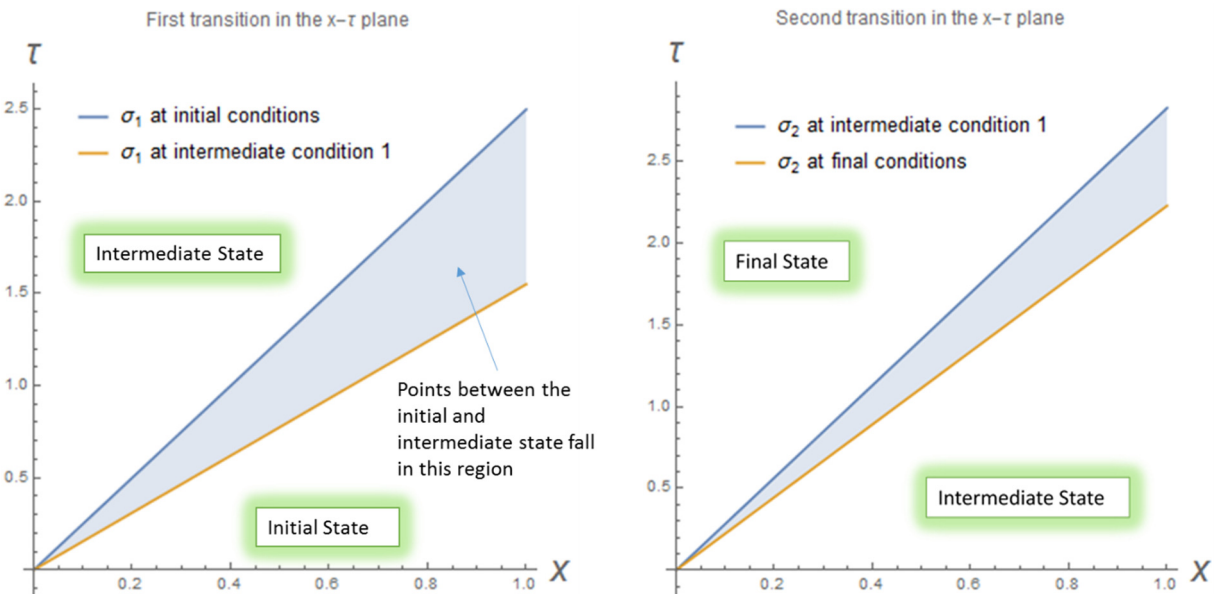 First transition in the x–τ plane
τ
2.5
2.0
1.5
1.0
0.5
σ1 at initial conditions
σ1 at intermediate condition 1
Intermediate State
Points between the
initial and
intermediate state fall
in this region
Initial State
0.2 0.4 0.6 0.8 1.0
X
Second transition in the x–τ plane
τ
2.5
2.0
1.5
1.0
0.5
σ2 at intermediate condition 1
σ2 at final conditions
Final State
Intermediate State
0.2 0.4 0.6 0.8 1.0
X